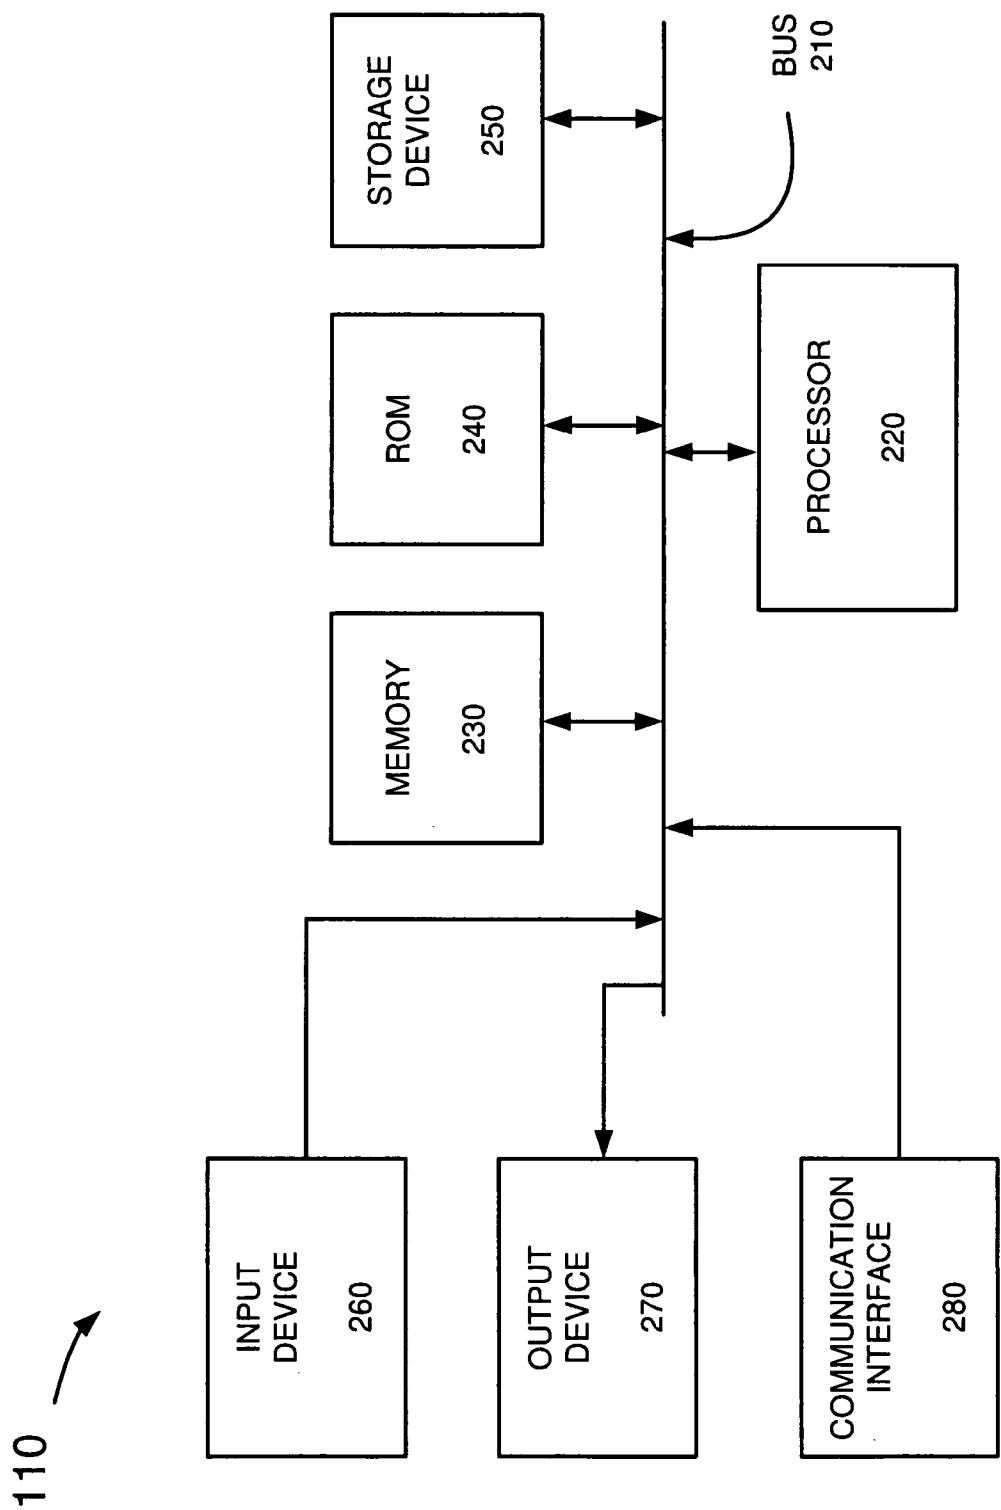 110
INPUT
DEVICE
260
OUTPUT
DEVICE
270
COMMUNICATION
INTERFACE
280
MEMORY
230
ROM
240
STORAGE
DEVICE
250
PROCESSOR
220
BUS
210